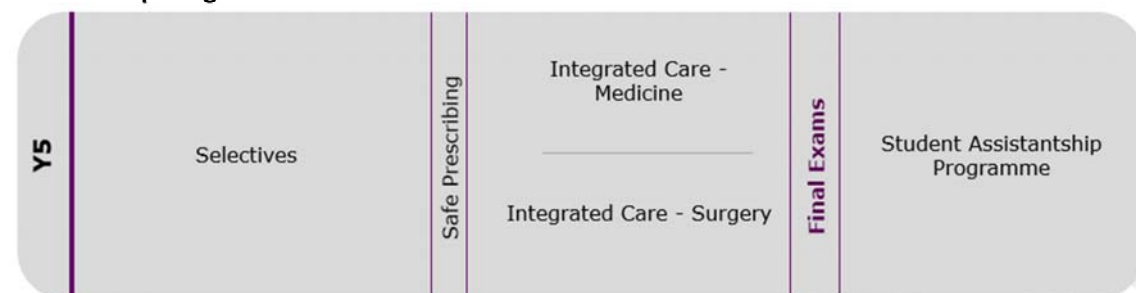 Y5
Selectives
Safe Prescribing
Integrated Care -
Medicine
Integrated Care - Surgery
Final Exams
Student Assistantship
Programme